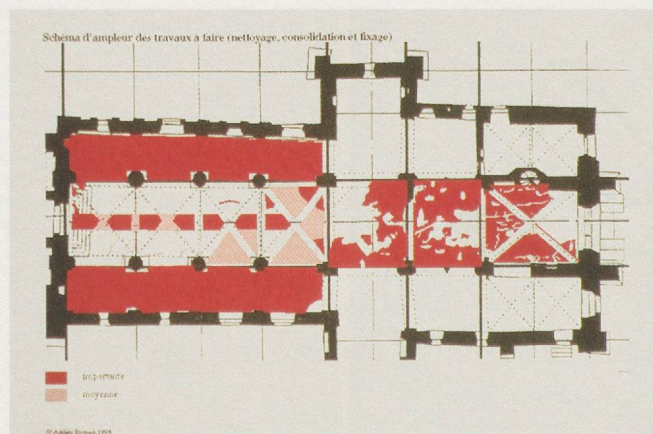 Schéma d'ampleur des travaux à faire (nettoyage, consolidation et fixage)
importante
moyenne